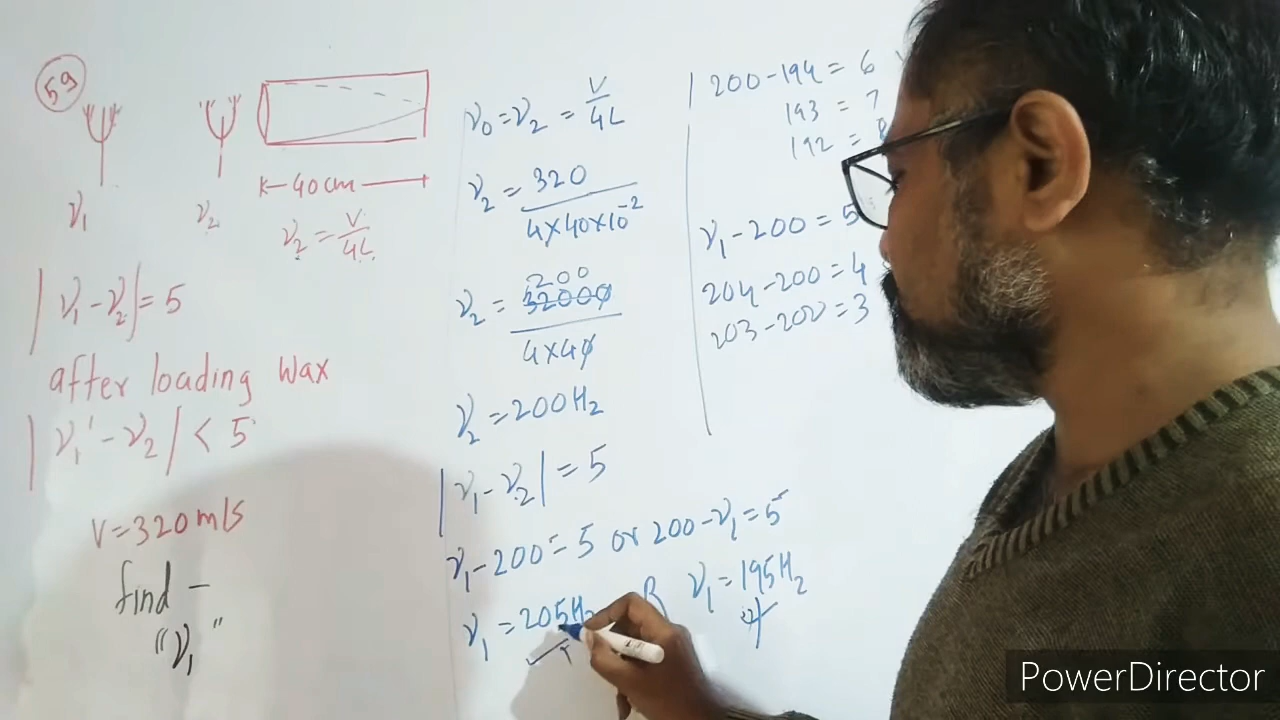 59
ν₁
ν₂
K-40cm
ν₂ = V/4L
|ν₁-ν₂|=5
after loading wax
|ν₁'-ν₂|<5
V=320m/s
find -
"ν₁"
ν₀=ν₂=V/4L
ν₂=320/4×40×10⁻²
200
ν₂=32000/4×40
ν₂=200Hz
|ν₁-ν₂|=5
ν₁-200=5 or 200-ν₁=5
ν₁=205Hz ν₁=195Hz
200-194=6
193=7
192=
ν₁-200=5
204-200=4
203-200=3
PowerDirector